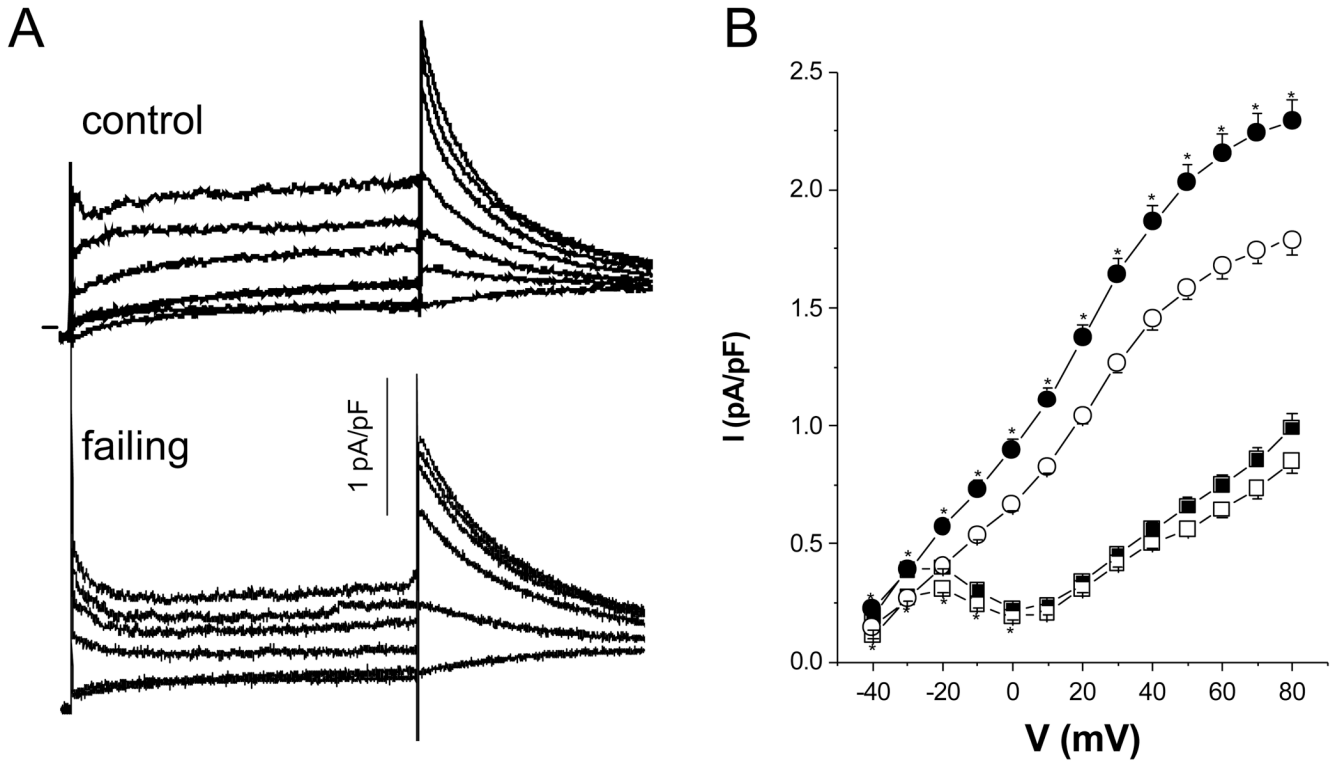 A
control
failing
1 pA/pF
B
I (pA/pF)
2.5
2.0
1.5
1.0
0.5
0.0
-40
-20
0
20
40
60
80
V (mV)
* * * * * * * * * * * * *
* * * * *